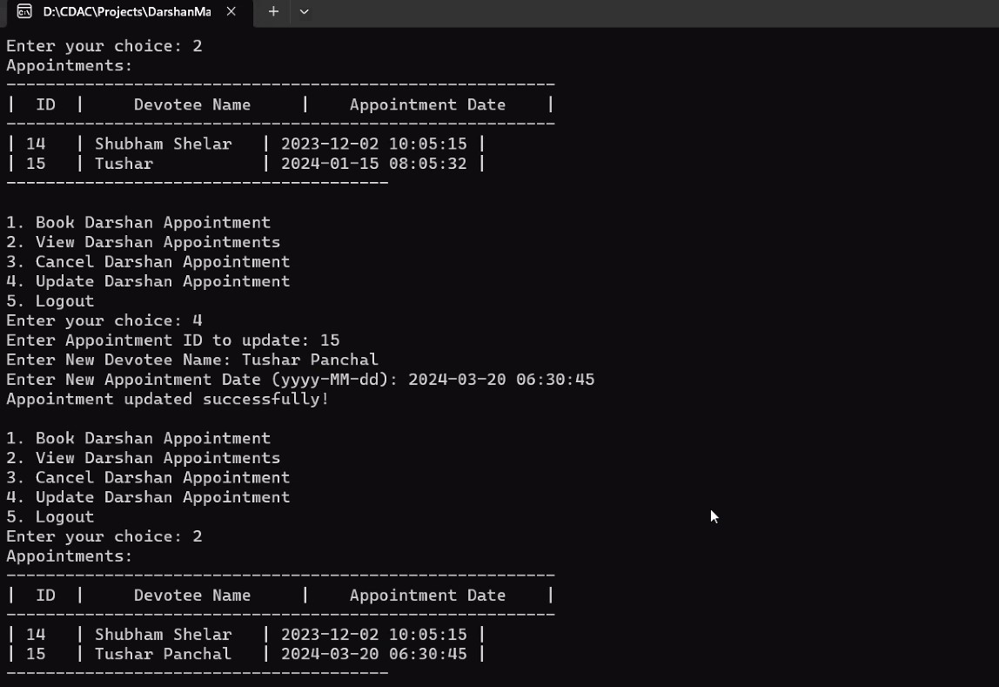 D:\CDAC\Projects\DarshanMa
Enter your choice: 2
Appointments:
--------------------------------------------------------
|  ID  |     Devotee Name     |    Appointment Date    |
--------------------------------------------------------
| 14   | Shubham Shelar   | 2023-12-02 10:05:15 |
| 15   | Tushar           | 2024-01-15 08:05:32 |
---------------------------------------
1. Book Darshan Appointment
2. View Darshan Appointments
3. Cancel Darshan Appointment
4. Update Darshan Appointment
5. Logout
Enter your choice: 4
Enter Appointment ID to update: 15
Enter New Devotee Name: Tushar Panchal
Enter New Appointment Date (yyyy-MM-dd): 2024-03-20 06:30:45
Appointment updated successfully!
1. Book Darshan Appointment
2. View Darshan Appointments
3. Cancel Darshan Appointment
4. Update Darshan Appointment
5. Logout
Enter your choice: 2
Appointments:
--------------------------------------------------------
|  ID  |     Devotee Name     |    Appointment Date    |
--------------------------------------------------------
| 14   | Shubham Shelar   | 2023-12-02 10:05:15 |
| 15   | Tushar Panchal   | 2024-03-20 06:30:45 |
---------------------------------------